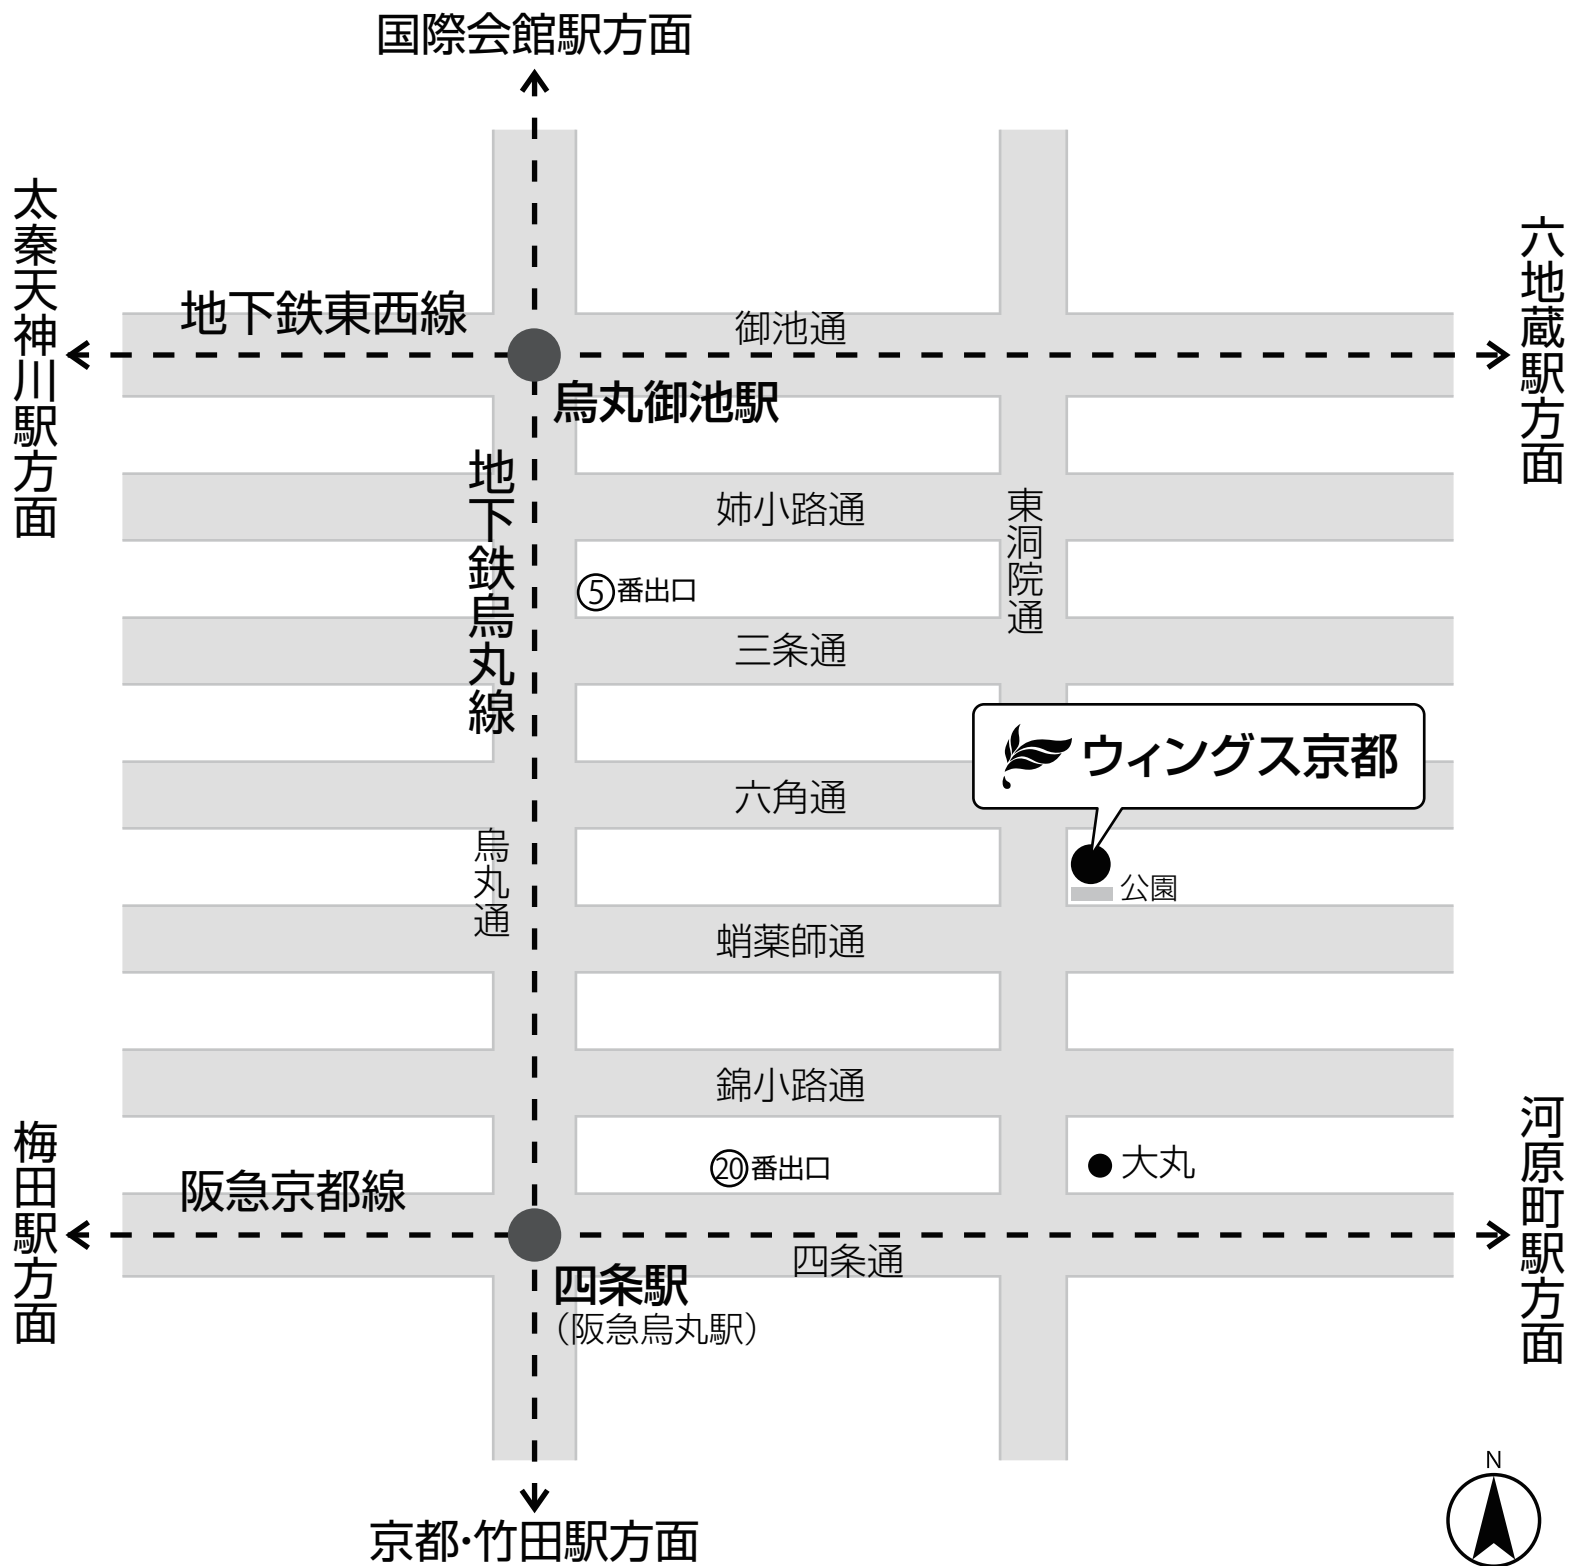 国際会館駅方面
太秦天神川駅方面
六地蔵駅方面
地下鉄東西線
御池通
烏丸御池駅
地下鉄烏丸線
姉小路通
東洞院通
⑤番出口
三条通
ウィングス京都
六角通
烏丸通
公園
蛸薬師通
錦小路通
梅田駅方面
河原町駅方面
⑳番出口
大丸
阪急京都線
四条通
四条駅
（阪急烏丸駅）
N
京都・竹田駅方面